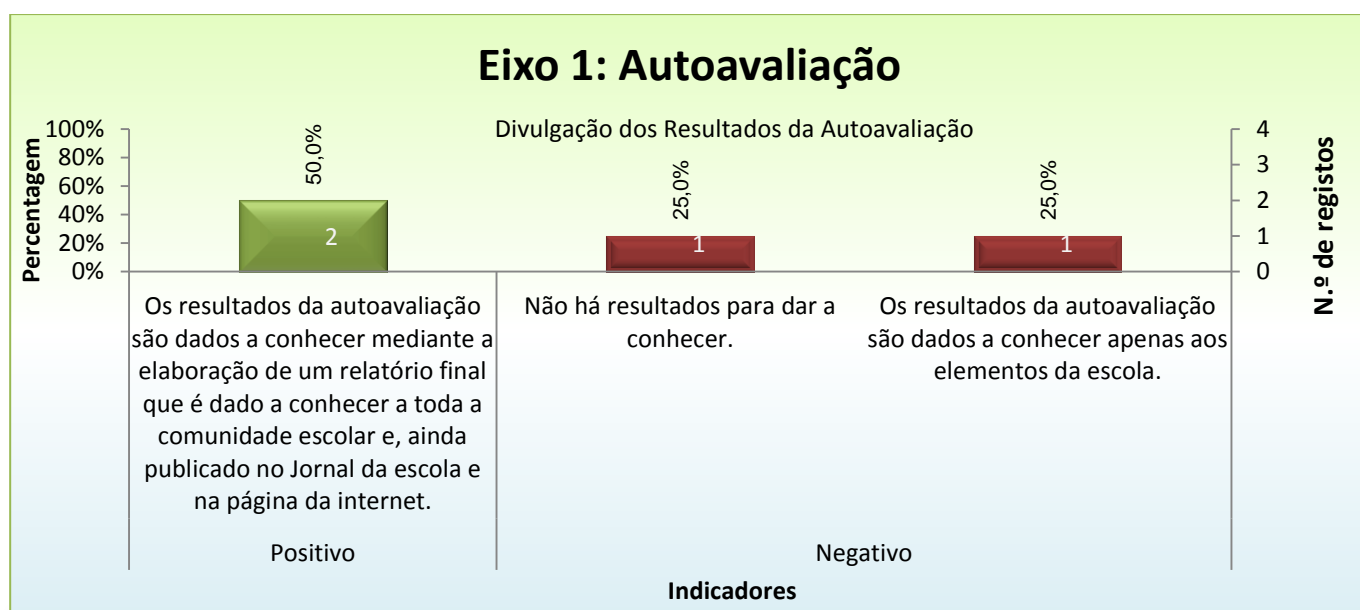 Eixo 1: Autoavaliação
Divulgação dos Resultados da Autoavaliação
Percentagem
100%
80%
60%
40%
20%
0%
50,0%
25,0%
25,0%
2
1
1
4
3
2
1
0
N.º de registos
Os resultados da autoavaliação
são dados a conhecer mediante a
elaboração de um relatório final
que é dado a conhecer a toda a
comunidade escolar e, ainda
publicado no Jornal da escola e
na página da internet.
Não há resultados para dar a
conhecer.
Os resultados da autoavaliação
são dados a conhecer apenas aos
elementos da escola.
Positivo
Negativo
Indicadores